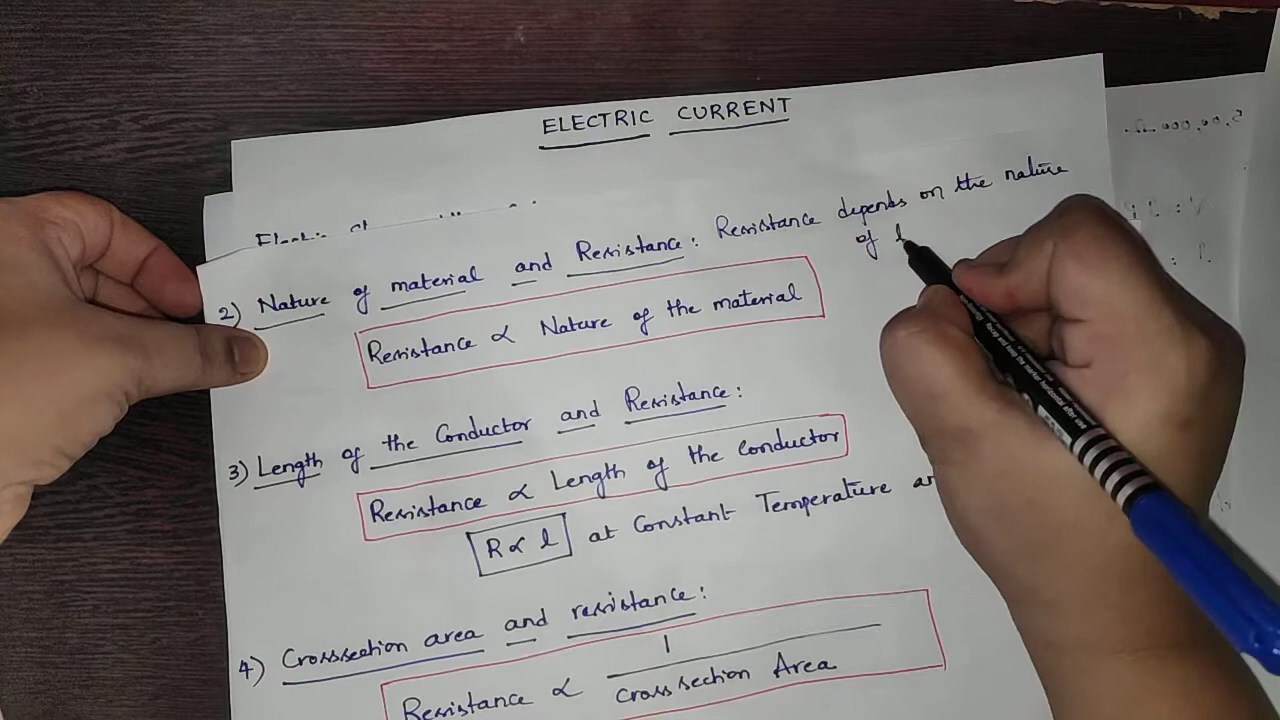 ELECTRIC CURRENT
2) Nature of material and Resistance: Resistance depends on the nature
of
Resistance ∝ Nature of the material
3) Length of the Conductor and Resistance:
Resistance ∝ Length of the Conductor
R ∝ l at Constant Temperature
4) Crosssection area and resistance:
Resistance ∝ 1
Cross section Area